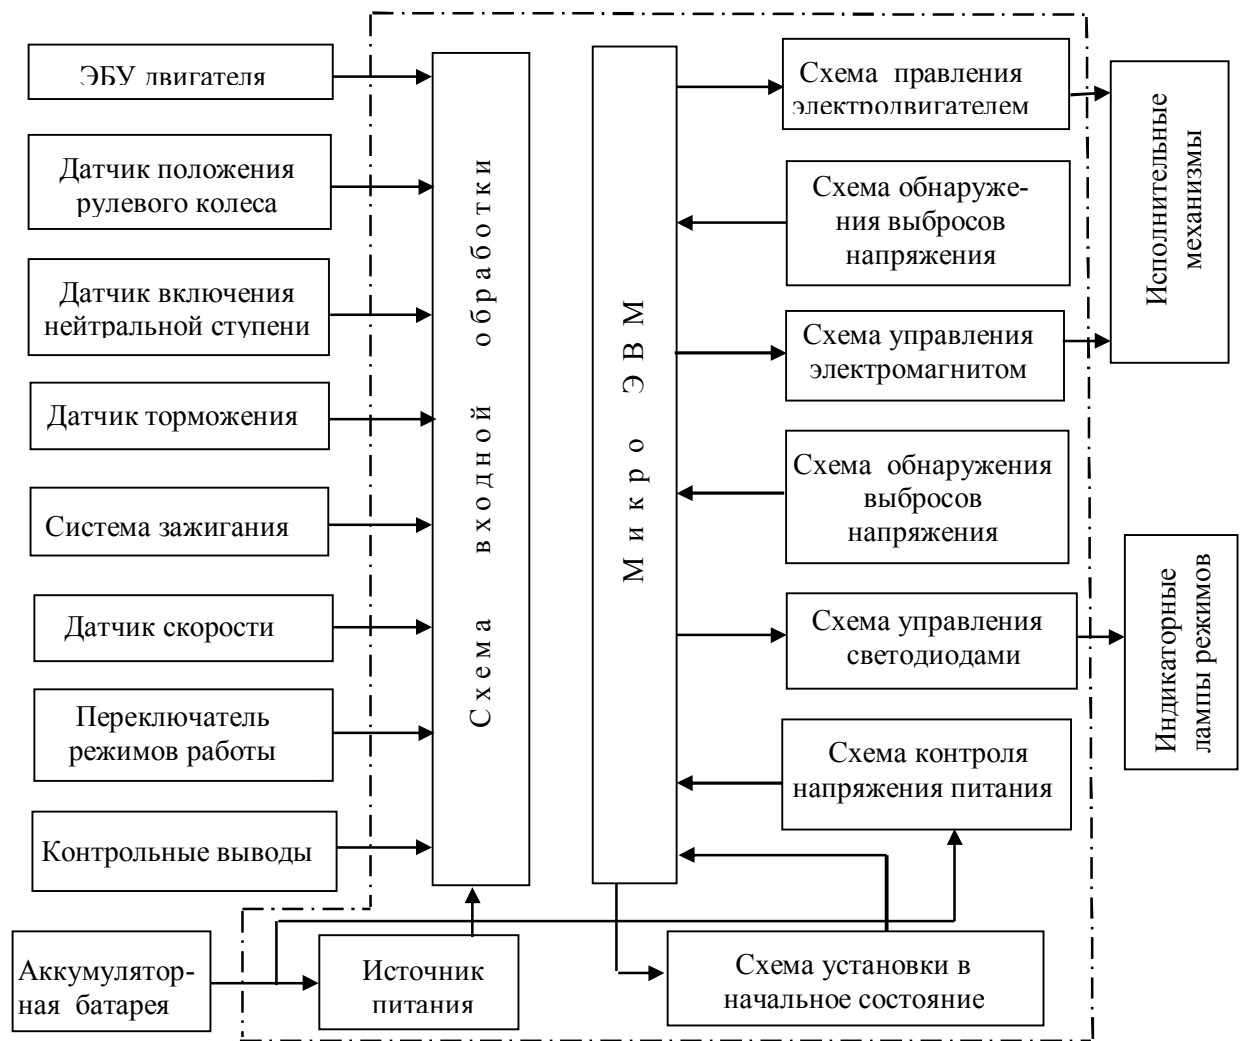 ЭБУ двигателя
Датчик положения
рулевого колеса
Датчик включения
нейтральной ступени
Датчик торможения
Система зажигания
Датчик скорости
Переключатель
режимов работы
Контрольные выводы
Аккумулятор-
ная батарея
Источник
питания
Схема входной обработки
Микро ЭВМ
Схема правления
электродвигателем
Схема обнаруже-
ния выбросов
напряжения
Схема управления
электромагнитом
Схема обнаружения
выбросов
напряжения
Схема управления
светодиодами
Схема контроля
напряжения питания
Схема установки в
начальное состояние
Исполнительные
механизмы
Индикаторные
лампы режимов